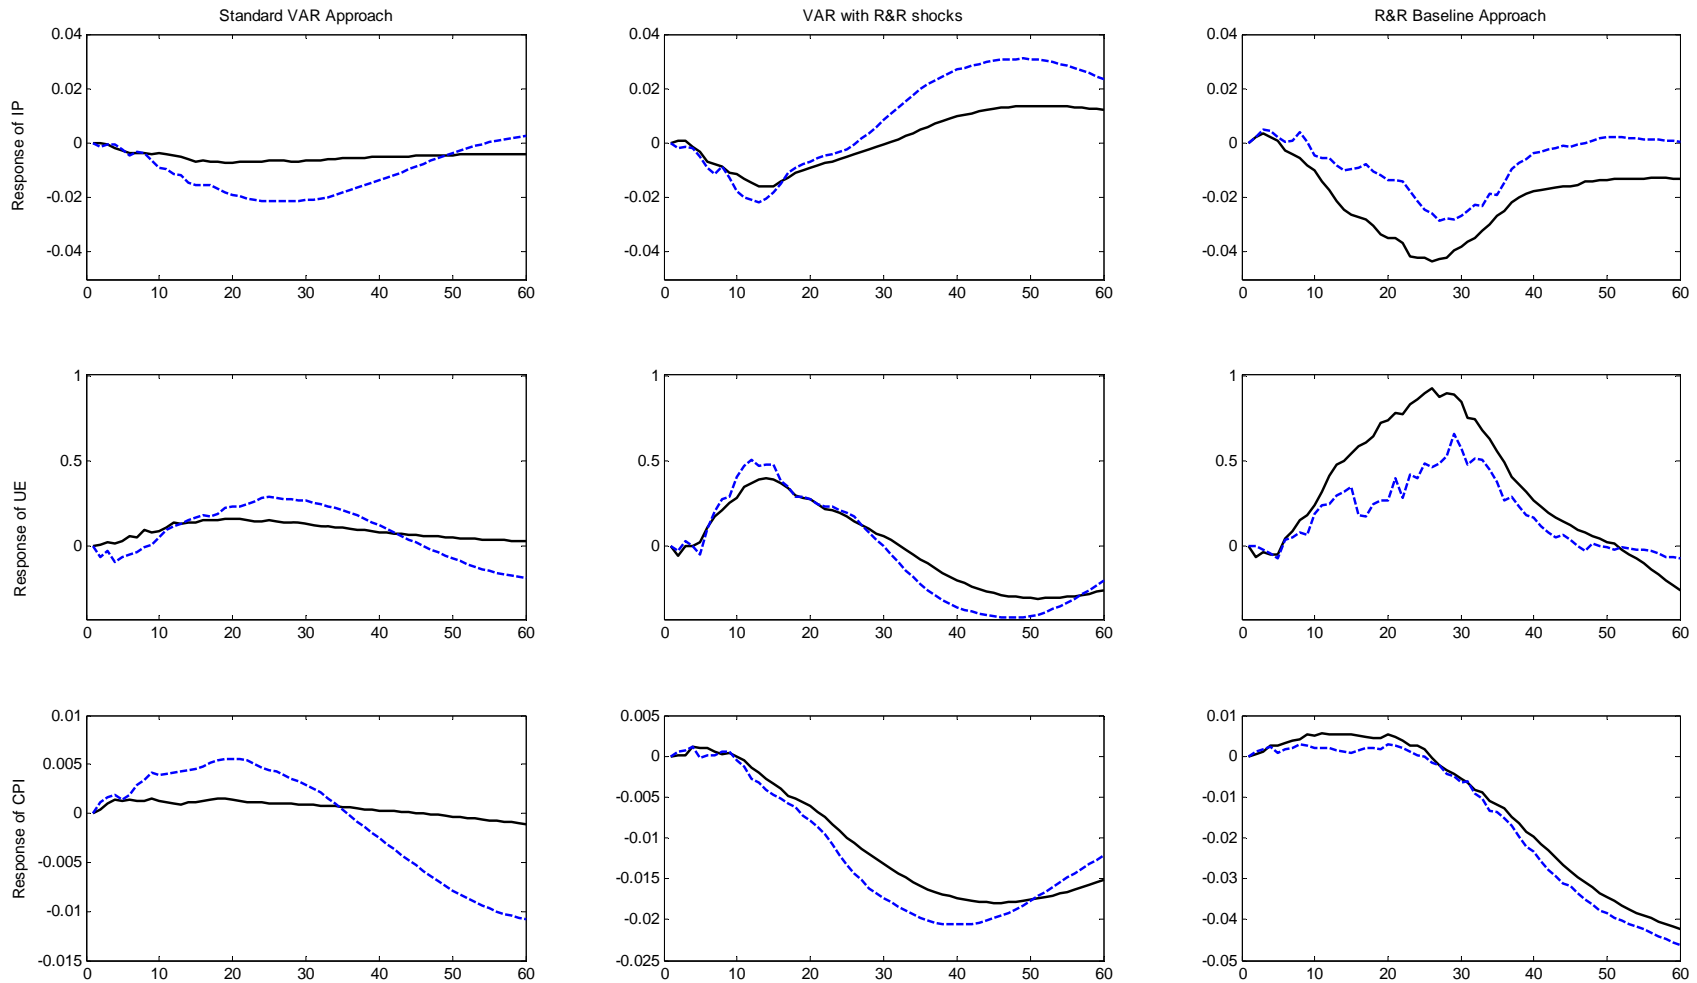 Standard VAR Approach
VAR with R&R shocks
R&R Baseline Approach
Response of IP
0.04
0.02
0
-0.02
-0.04
0 10 20 30 40 50 60
0.04
0.02
0
-0.02
-0.04
0 10 20 30 40 50 60
0.04
0.02
0
-0.02
-0.04
0 10 20 30 40 50 60
Response of UE
1
0.5
0
0 10 20 30 40 50 60
1
0.5
0
0 10 20 30 40 50 60
1
0.5
0
0 10 20 30 40 50 60
Response of CPI
0.01
0.005
0
-0.005
-0.01
-0.015
0 10 20 30 40 50 60
0.005
0
-0.005
-0.01
-0.015
-0.02
-0.025
0 10 20 30 40 50 60
0.01
0
-0.01
-0.02
-0.03
-0.04
-0.05
0 10 20 30 40 50 60